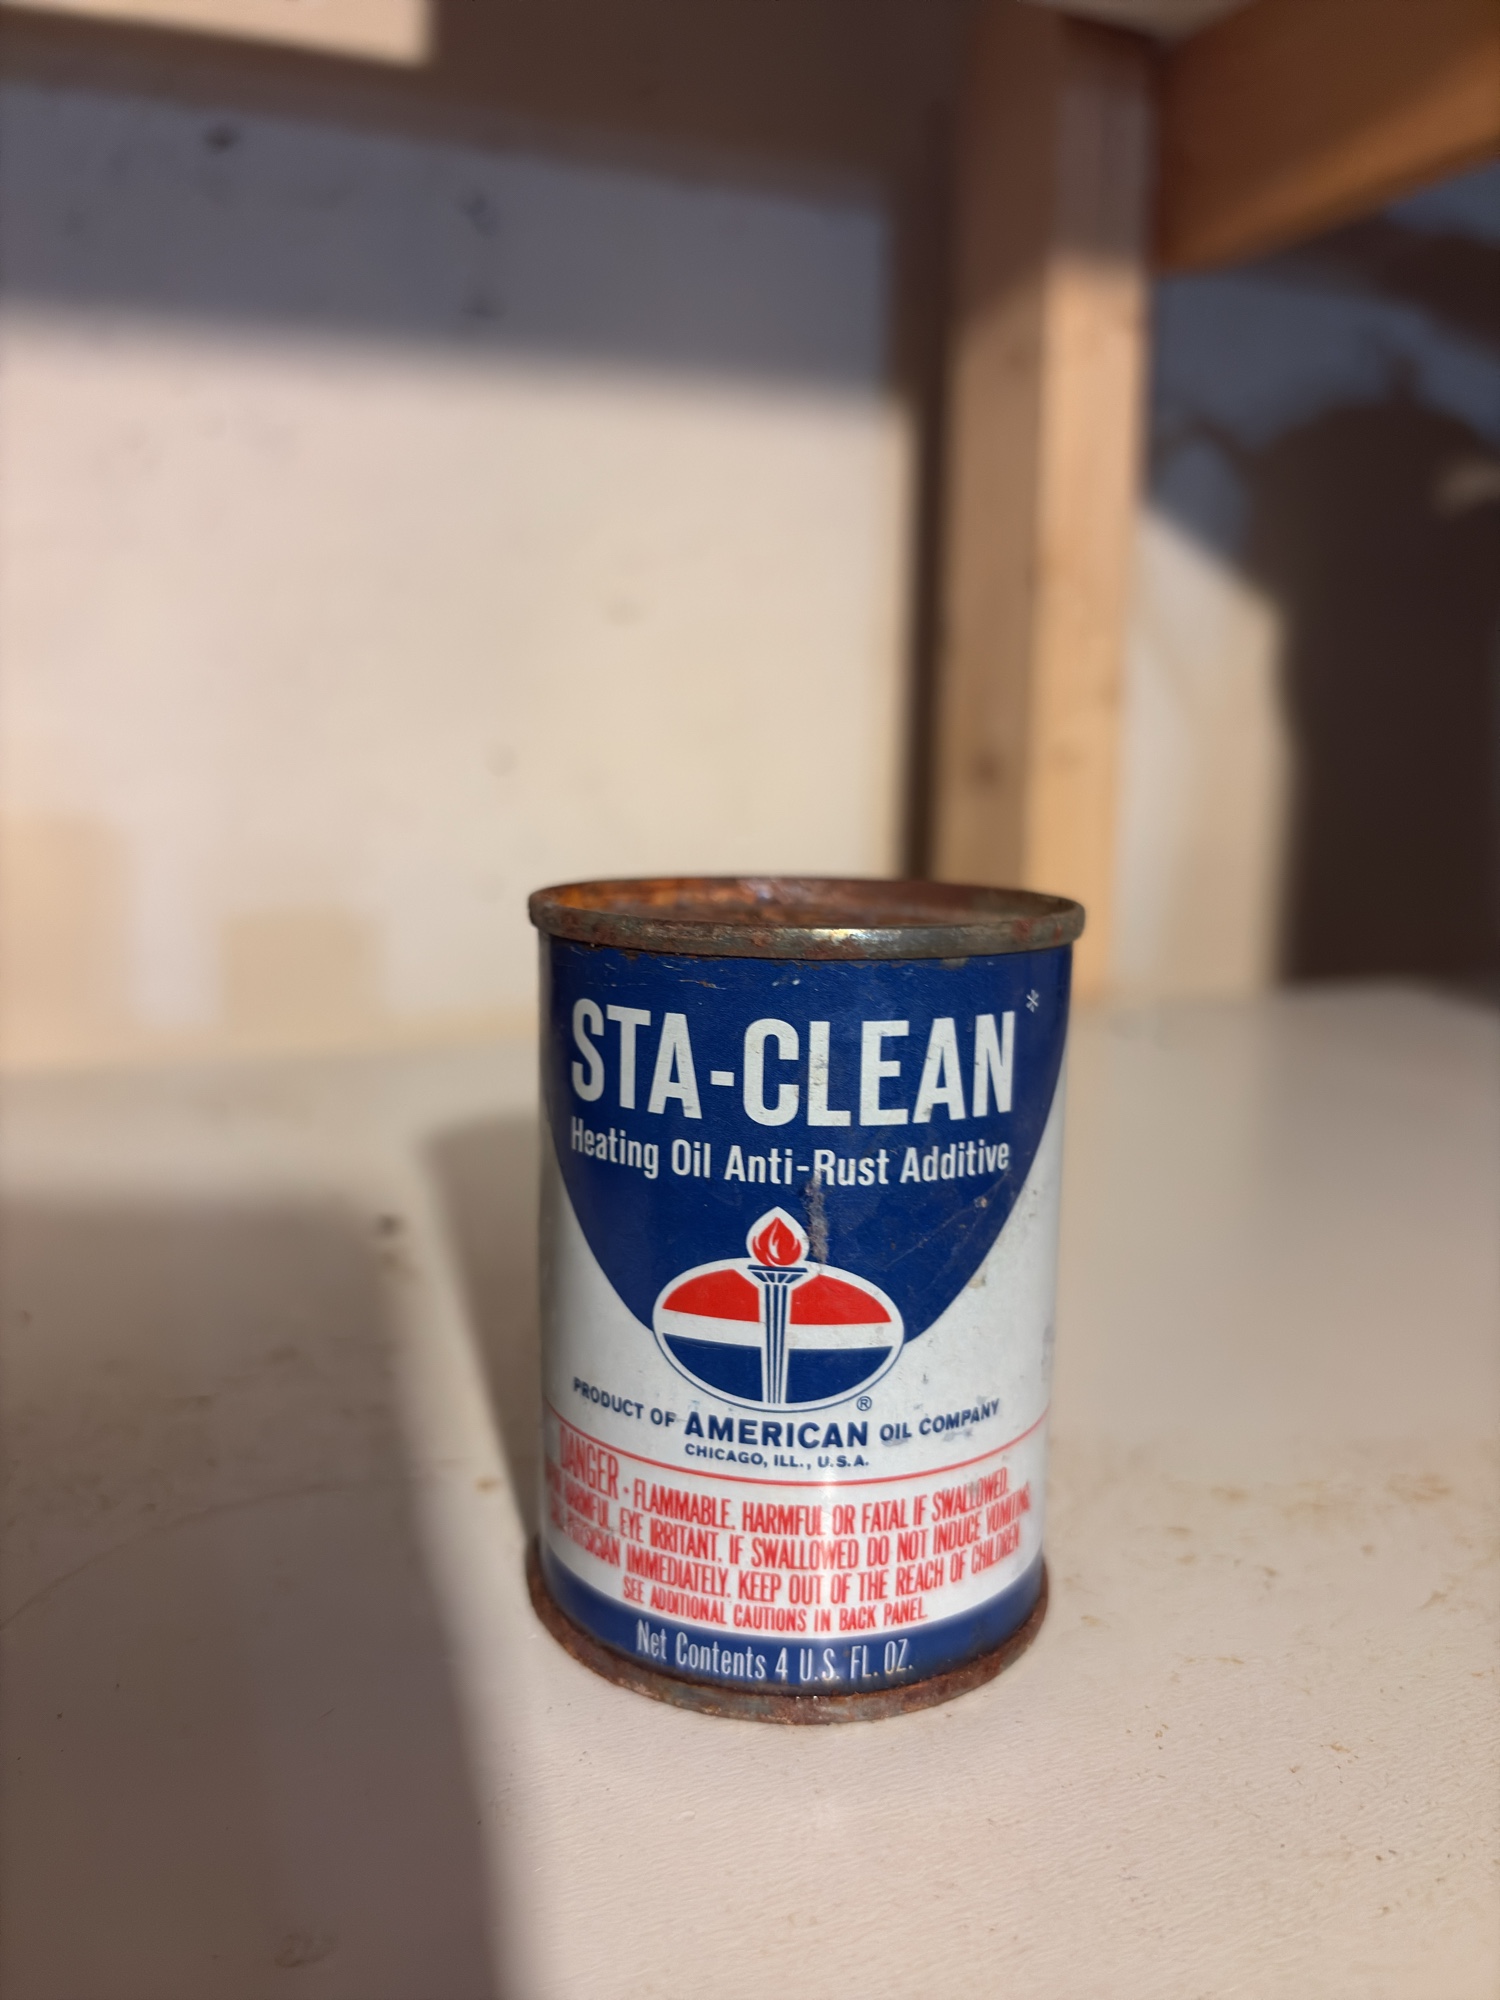 STA-CLEAN*
Heating Oil Anti-Rust Additive
®
PRODUCT OF AMERICAN OIL COMPANY
CHICAGO, ILL., U.S.A.
DANGER - FLAMMABLE. HARMFUL OR FATAL IF SWALLOWED.
HARMFUL. EYE IRRITANT. IF SWALLOWED DO NOT INDUCE VOMITING.
PHYSICIAN IMMEDIATELY. KEEP OUT OF THE REACH OF CHILDREN.
SEE ADDITIONAL CAUTIONS IN BACK PANEL.
Net Contents 4 U.S. FL. OZ.